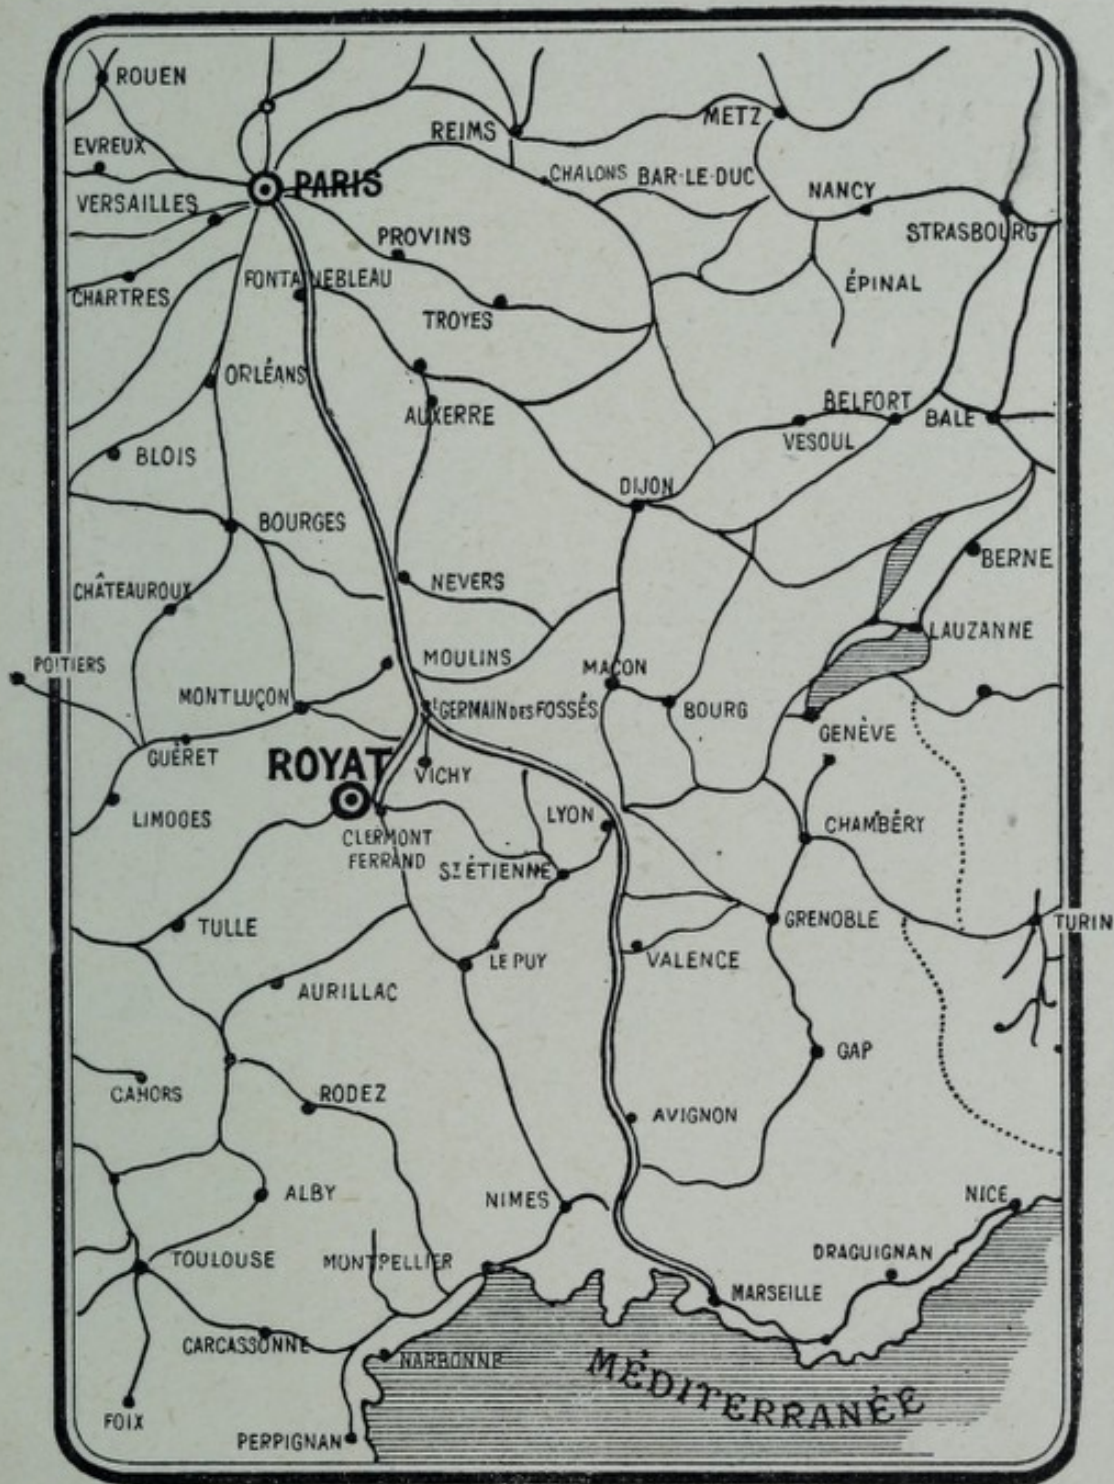 ROUEN
EVREUX
PARIS
VERSAILLES
CHARTRES
REIMS
METZ
CHALONS
BAR-LE-DUC
NANCY
STRASBOURG
PROVINS
FONTAINEBLEAU
TROYES
ÉPINAL
ORLÉANS
AUXERRE
BELFORT
BALE
VESOUL
BLOIS
DIJON
BOURGES
NEVERS
BERNE
CHÂTEAUROUX
LAUZANNE
POITIERS
MOULINS
MACON
MONTLUÇON
ST GERMAIN DES FOSSÉS
BOURG
GENÈVE
GUÉRET
ROYAT
VICHY
LIMOGES
LYON
CHAMBÉRY
CLERMONT
FERRAND
ST ÉTIENNE
TULLE
GRENOBLE
TURIN
LE PUY
VALENCE
AURILLAC
GAP
CAHORS
RODEZ
AVIGNON
ALBY
NIMES
NICE
TOULOUSE
MONTPELLIER
DRAGUIGNAN
MARSEILLE
CARCASSONNE
NARBONNE
MÉDITERRANÉE
FOIX
PERPIGNAN